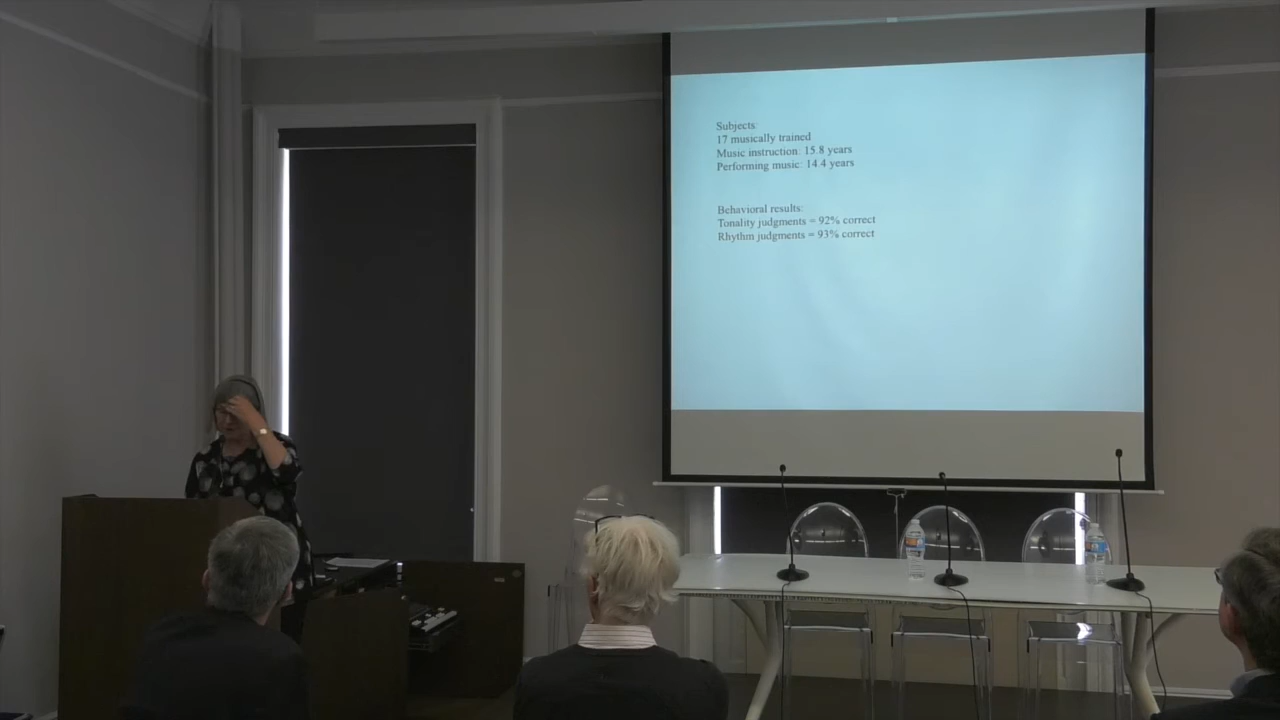 Subjects:
17 musically trained
Music instruction: 15.8 years
Performing music: 14.4 years
Behavioral results:
Tonality judgments = 92% correct
Rhythm judgments = 93% correct